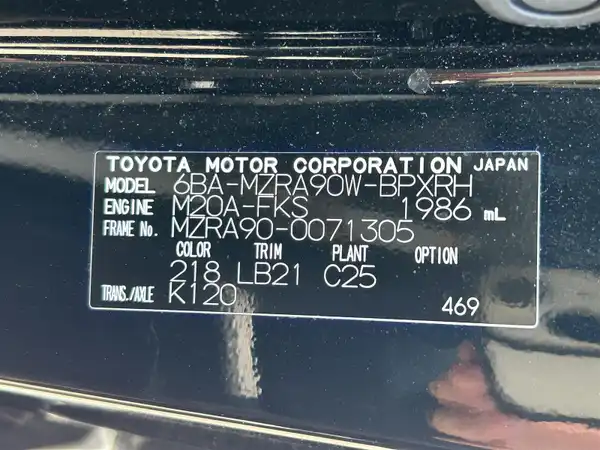 TOYOTA MOTOR CORPORATION JAPAN
MODEL 6BA-MZRA90W-BPXRH
ENGINE M20A-FKS 1986 mL
FRAME No. MZRA90-0071305
COLOR TRIM PLANT OPTION
218 LB21 C25
TRANS./AXLE K120
469